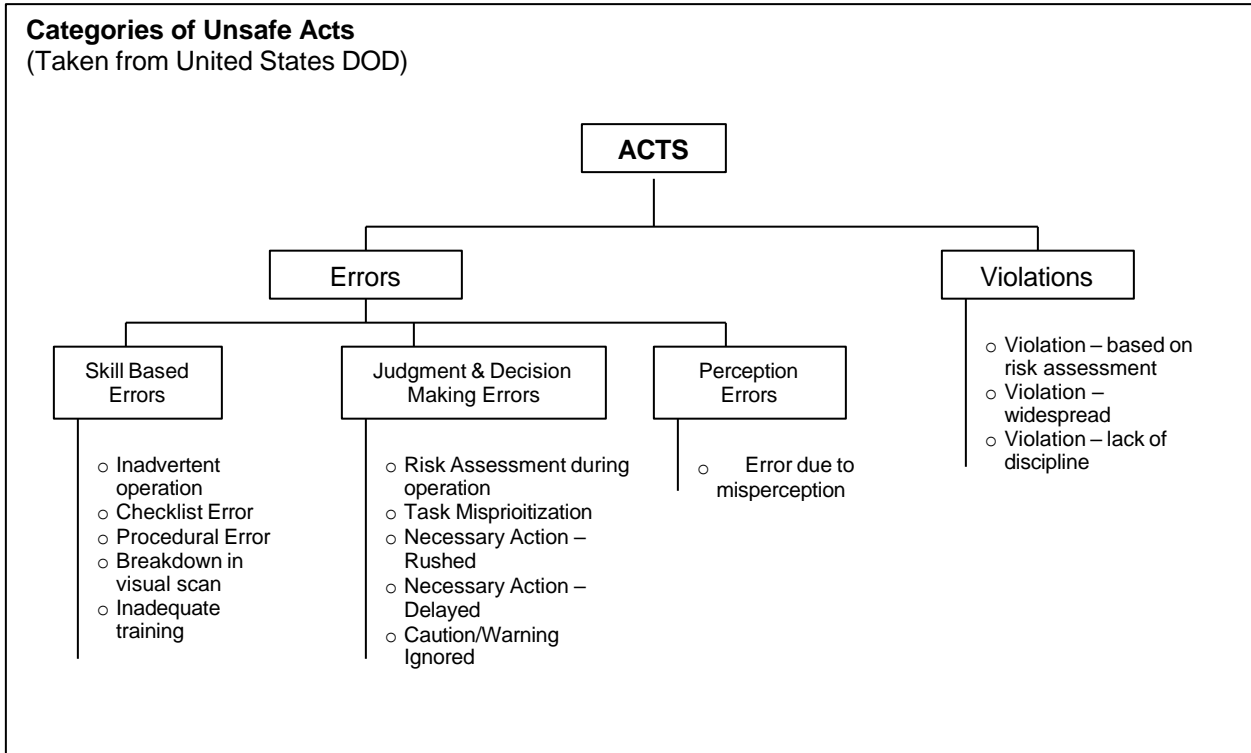 Categories of Unsafe Acts
(Taken from United States DOD)
ACTS
Errors
Violations
Skill Based
Errors
Judgment & Decision
Making Errors
Perception
Errors
o Inadvertent
operation
o Checklist Error
o Procedural Error
o Breakdown in
visual scan
o Inadequate
training
o Risk Assessment during
operation
o Task Misprioitization
o Necessary Action –
Rushed
o Necessary Action –
Delayed
o Caution/Warning
Ignored
o Error due to
misperception
o Violation – based on
risk assessment
o Violation –
widespread
o Violation – lack of
discipline